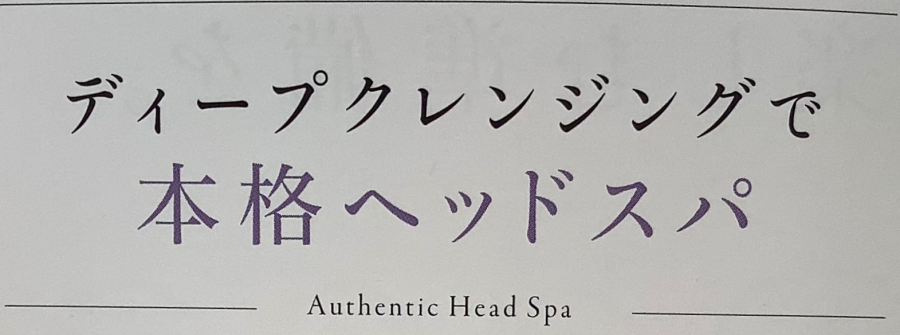 ディープクレンジングで
本格ヘッドスパ
Authentic Head Spa